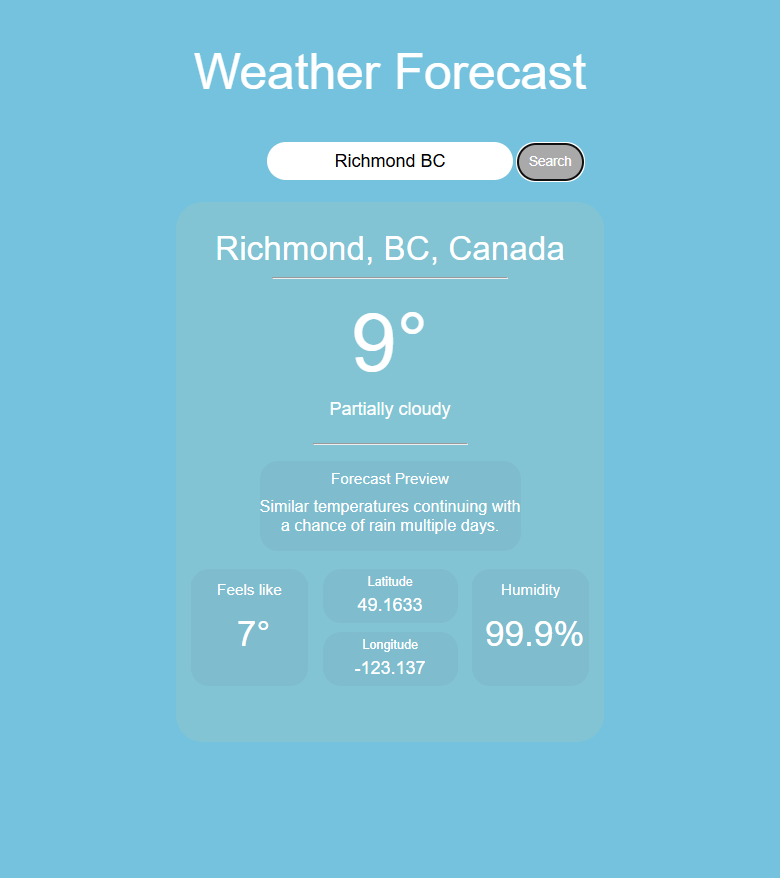 Weather Forecast
Richmond BC
Search
Richmond, BC, Canada
9°
Partially cloudy
Forecast Preview
Similar temperatures continuing with
a chance of rain multiple days.
Feels like
7°
Latitude
49.1633
Longitude
-123.137
Humidity
99.9%